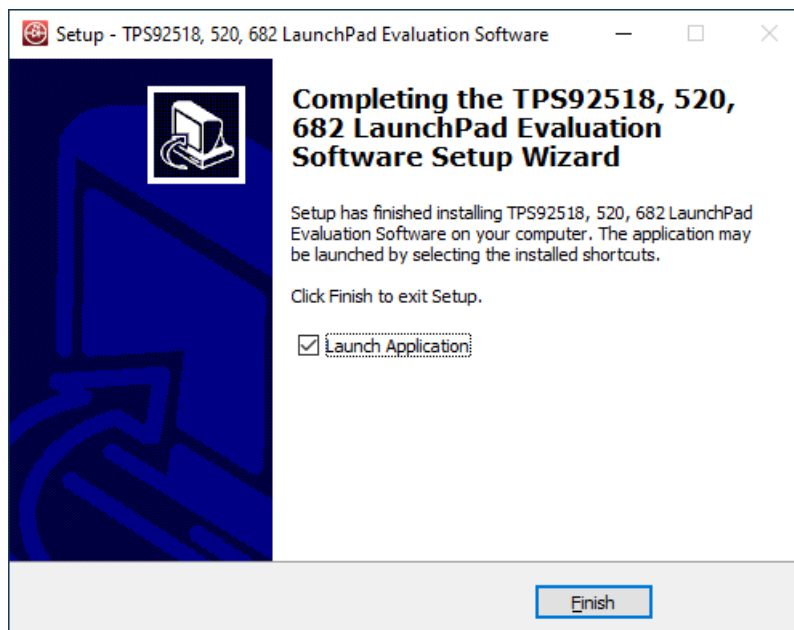 Setup - TPS92518, 520, 682 LaunchPad Evaluation Software
Completing the TPS92518, 520,
682 LaunchPad Evaluation
Software Setup Wizard
Setup has finished installing TPS92518, 520, 682 LaunchPad
Evaluation Software on your computer. The application may
be launched by selecting the installed shortcuts.
Click Finish to exit Setup.
Launch Application
Finish